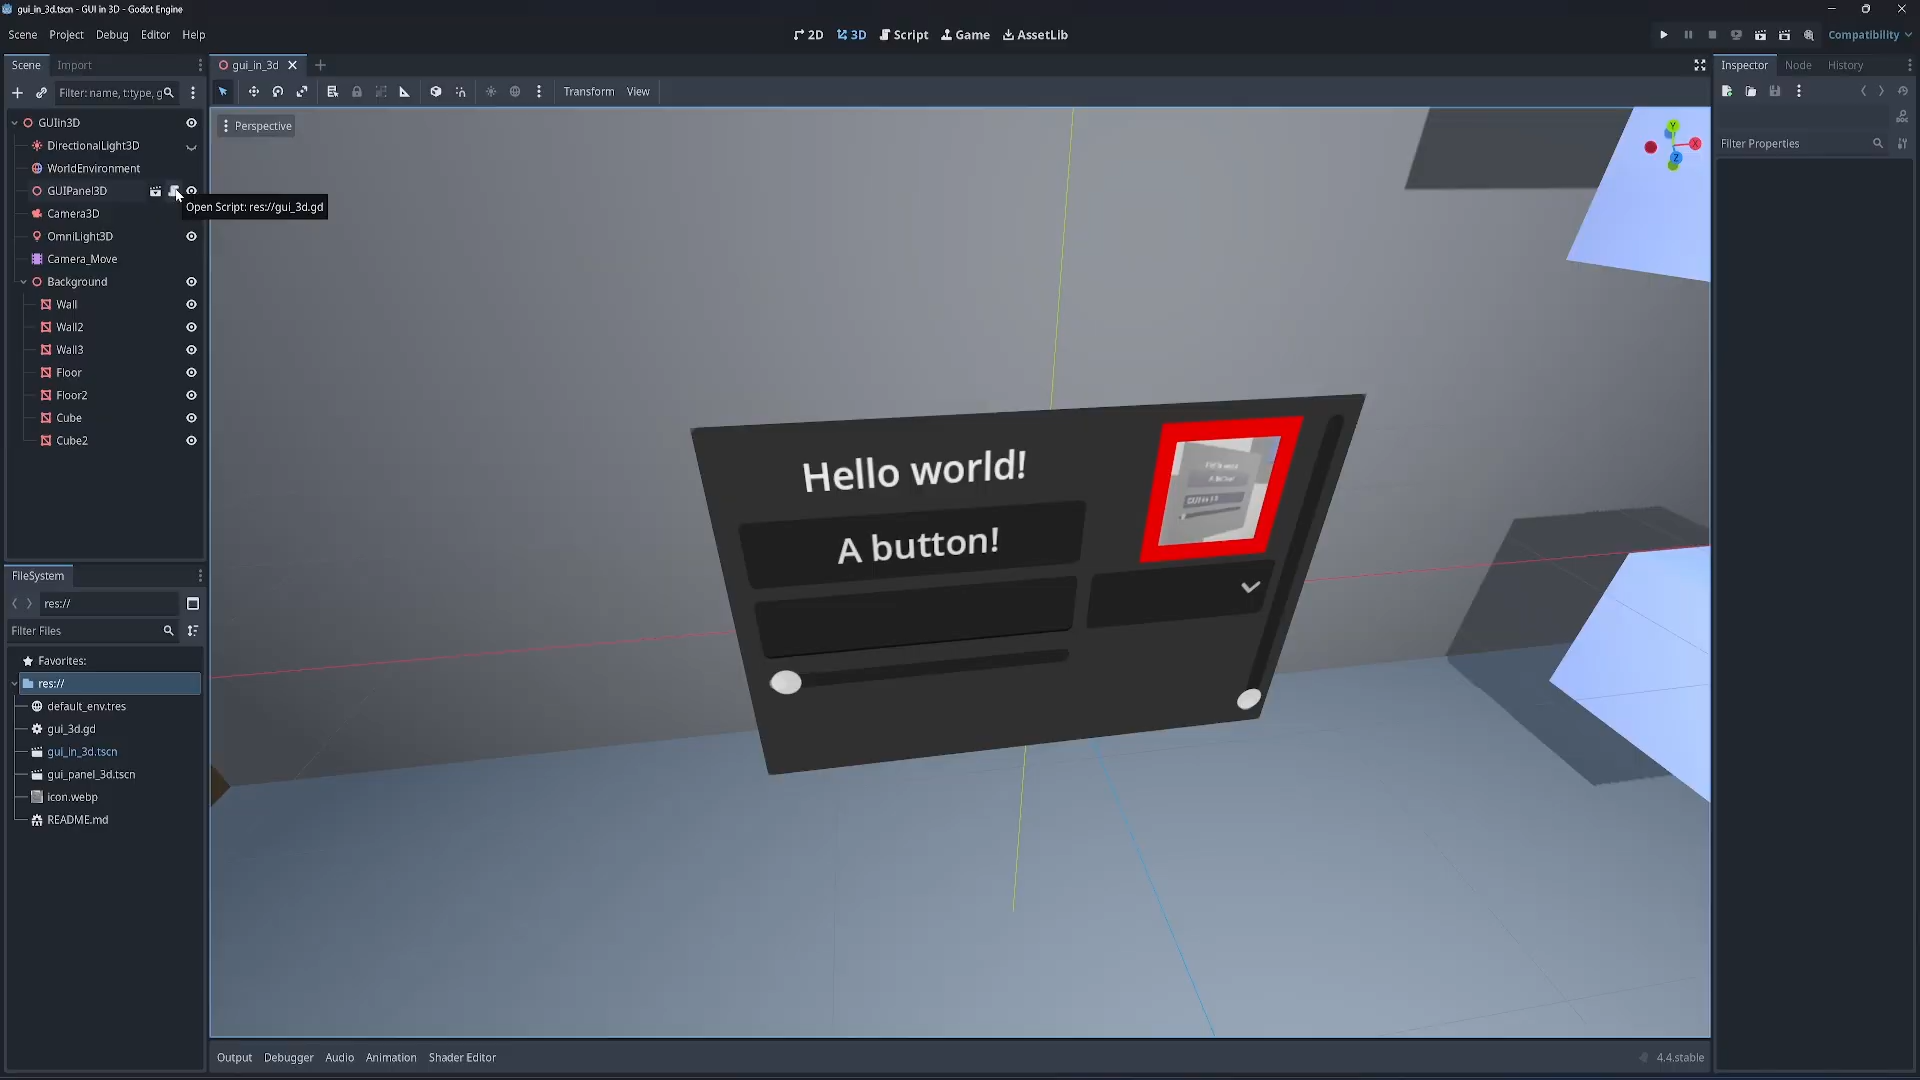 gui_in_3d.tscn - GUI in 3D - Godot Engine
Scene Project Debug Editor Help
2D 3D Script Game AssetLib
Compatibility
Scene Import
gui_in_3d
Inspector Node History
Filter: name, t:type, g
Transform View
Filter Properties
Perspective
Y
X
Z
GUIin3D
DirectionalLight3D
WorldEnvironment
GUIPanel3D
Open Script: res://gui_3d.gd
Camera3D
OmniLight3D
Camera_Move
Background
Wall
Wall2
Wall3
Floor
Floor2
Cube
Cube2
Hello world!
A button!
FileSystem
res://
Filter Files
Favorites:
res://
default_env.tres
gui_3d.gd
gui_in_3d.tscn
gui_panel_3d.tscn
icon.webp
README.md
Output Debugger Audio Animation Shader Editor
4.4.stable